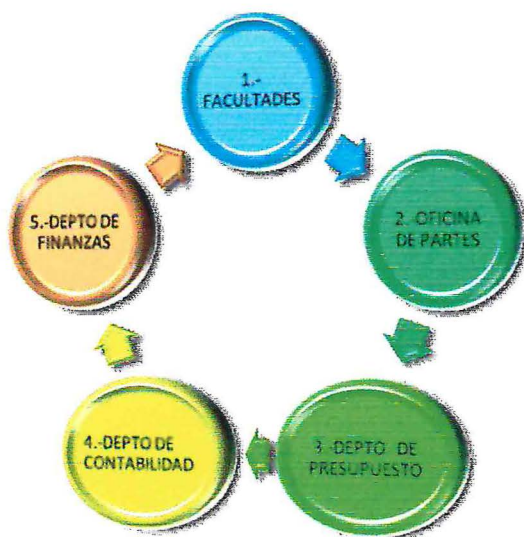 1.-
FACULTADES
2. OFICINA
DE PARTES
3.-DEPTO DE
PRESUPUESTO
4.-DEPTO DE
CONTABILIDAD
5.-DEPTO DE
FINANZAS